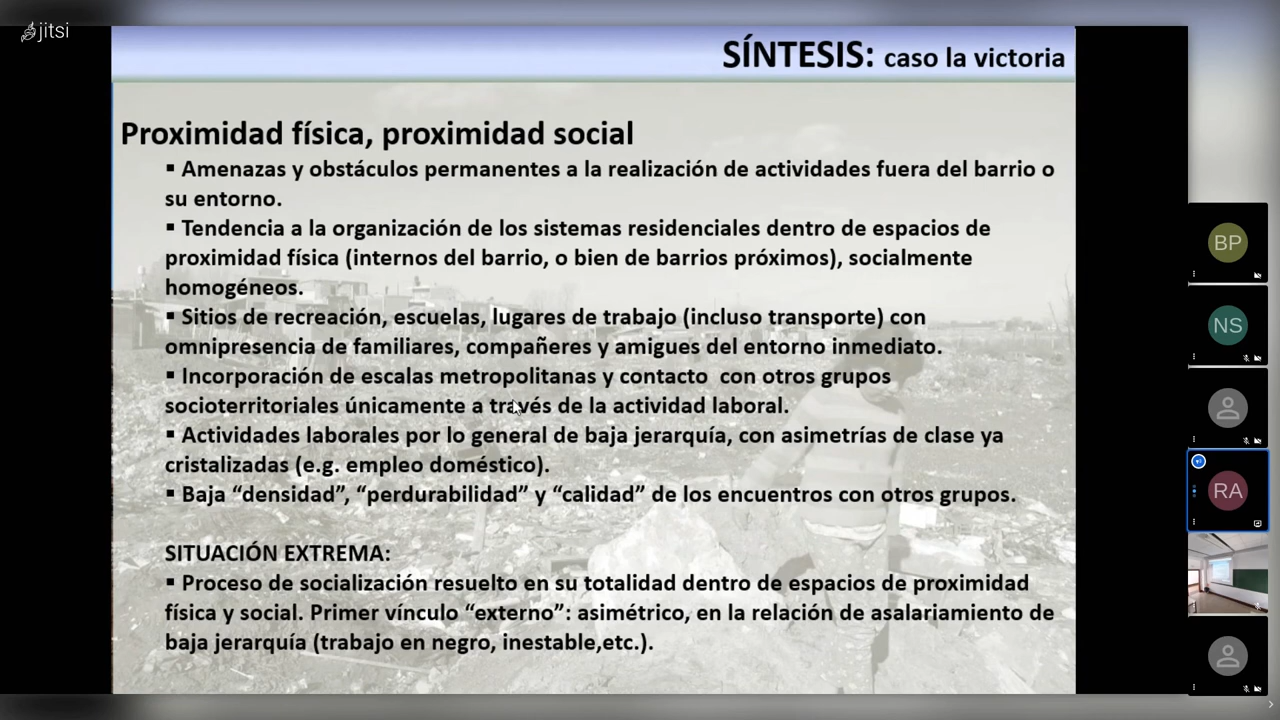 jitsi
SÍNTESIS: caso la victoria
Proximidad física, proximidad social
▪ Amenazas y obstáculos permanentes a la realización de actividades fuera del barrio o
su entorno.
▪ Tendencia a la organización de los sistemas residenciales dentro de espacios de
proximidad física (internos del barrio, o bien de barrios próximos), socialmente
homogéneos.
▪ Sitios de recreación, escuelas, lugares de trabajo (incluso transporte) con
omnipresencia de familiares, compañeres y amigues del entorno inmediato.
▪ Incorporación de escalas metropolitanas y contacto  con otros grupos
socioterritoriales únicamente a través de la actividad laboral.
▪ Actividades laborales por lo general de baja jerarquía, con asimetrías de clase ya
cristalizadas (e.g. empleo doméstico).
▪ Baja “densidad”, “perdurabilidad” y “calidad” de los encuentros con otros grupos.
SITUACIÓN EXTREMA:
▪ Proceso de socialización resuelto en su totalidad dentro de espacios de proximidad
física y social. Primer vínculo “externo”: asimétrico, en la relación de asalariamiento de
baja jerarquía (trabajo en negro, inestable,etc.).
BP
NS
RA